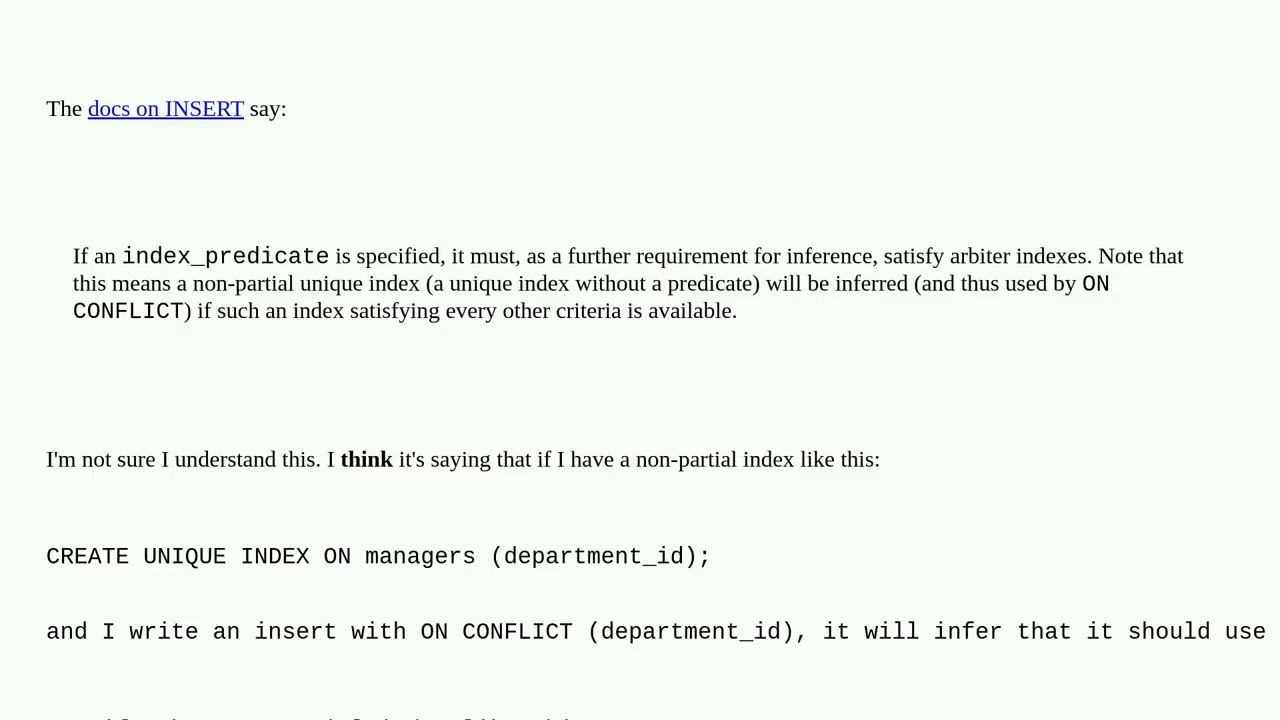 The docs on INSERT say:
If an index_predicate is specified, it must, as a further requirement for inference, satisfy arbiter indexes. Note that
this means a non-partial unique index (a unique index without a predicate) will be inferred (and thus used by ON
CONFLICT) if such an index satisfying every other criteria is available.
I'm not sure I understand this. I think it's saying that if I have a non-partial index like this:
CREATE UNIQUE INDEX ON managers (department_id);
and I write an insert with ON CONFLICT (department_id), it will infer that it should use